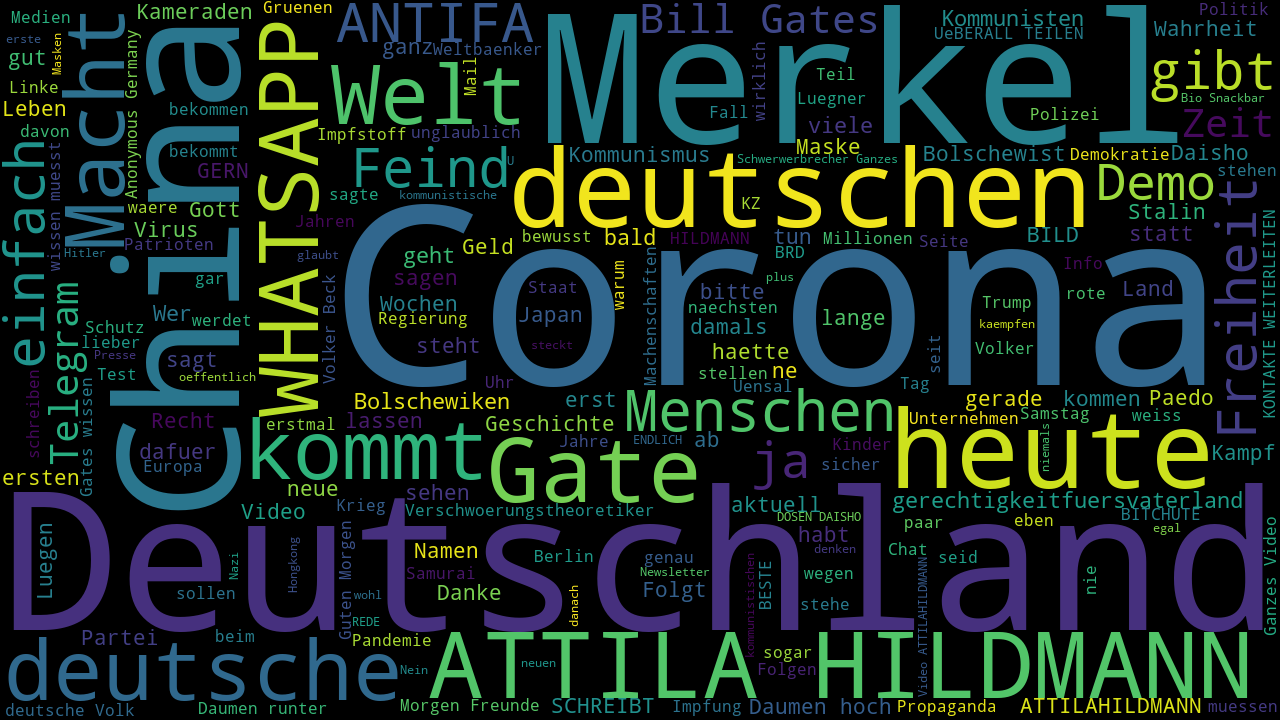 Medien
Kameraden
Gruenen
ANTIFA
Bill Gates
Kommunisten
Politik
erste
Masken
ganz
Weltbaenker
UeBERALL TEILEN
Wahrheit
gut
Macht
China
WHATSAPP
Welt
Mail
Merkel
wirklich
Teil
gibt
Linke
Leben
Anonymous Germany
bekommen
Luegner
Fall
viele
Polizei
Bio Snackbar
Zeit
davon
Impfstoff
unglaublich
Maske
bekommt
Feind
U
Kommunismus
Schwerwerbrecher Ganzes
Bolschewist
Demokratie
Daisho
einfach
wissen muesst
GERN
sagte
kommunistische
deutschen
KZ
Demo
stehen
waere
Gott
Virus
Jahren
Stalin
Patrioten
Hitler
glaubt
geht
Geld
bewusst
bald
HILDMANN
tun
Millionen
Seite
BILD
statt
Freiheit
KONTAKTE WEITERLEITEN
gar
Telegram
Wer
werdet
Volker Beck
sagen
Wochen
Regierung
Corona
Staat
Japan
warum
Machenschaften
bitte
naechsten
damals
BRD
plus
lange
Info
Trump
rote
Land
kaempfen
Schutz
lieber
Presse
Test
sagt
oeffentlich
steht
steckt
haette
stellen
ne
Uensal
seit
Volker
schreiben
Gates wissen
Recht
dafuer
Europa
erstmal
Bolschewiken
lassen
Uhr
erst
Geschichte
Menschen
Tag
gerade
kommen
Paedo
Unternehmen
Samstag
weiss
niemals
Kampf
ersten
kommt
Jahre
ENDLICH
ab
Gate
ja
Kinder
sicher
heute
neue
sehen
Video
Krieg
Verschwoerungstheoretiker
aktuell
gerechtigkeitfuersvaterland
DOSEN DAISHO
paar
eben
BITCHUTE
egal
Luegen
Deutschland
Nazi
Hongkong
Guten Morgen
Namen
Samurai
Danke
Berlin
genau
Newsletter
Folgt
habt
denken
Chat
seid
wegen
BESTE
kommunistischen
nie
Ganzes Video
sollen
wohl
REDE
danach
stehe
Video ATTILAHILDMANN
Partei
beim
Pandemie
sogar
Folgen
deutsche
Nein
neuen
ATTILA HILDMANN
deutsche Volk
Daumen runter
Morgen Freunde
SCHREIBT
Impfung
Daumen hoch
Propaganda
ATTILAHILDMANN
muessen